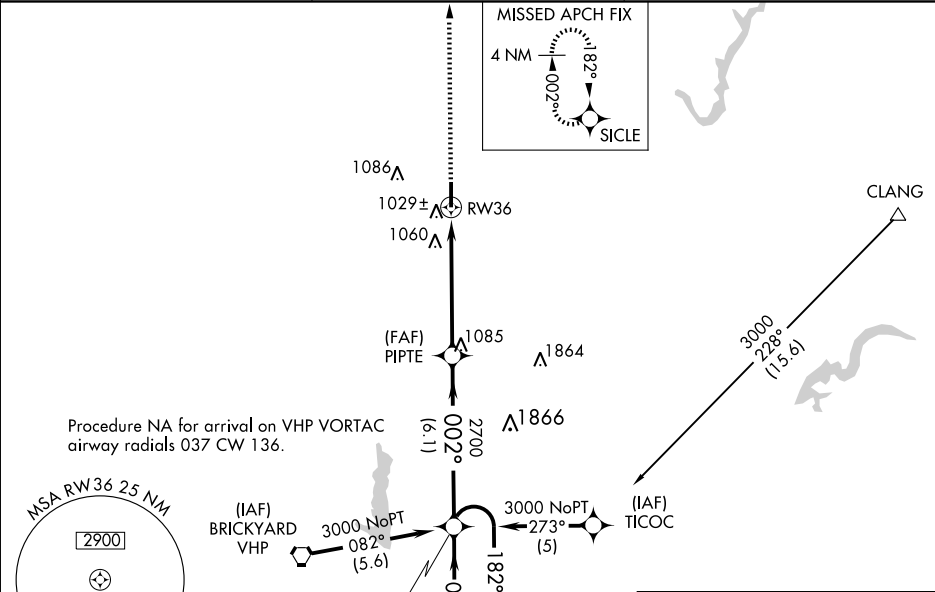 MISSED APCH FIX
4 NM
002°
182°
SICLE
1086
1029±
RW36
1060
CLANG
3000
228°
(15.6)
(FAF)
PIPTE
1085
1864
1866
2700
002°
(6.1)
Procedure NA for arrival on VHP VORTAC
airway radials 037 CW 136.
MSA RW36 25 NM
2900
(IAF)
BRICKYARD
VHP
3000 NoPT
082°
(5.6)
3000 NoPT
273°
(5)
(IAF)
TICOC
182°